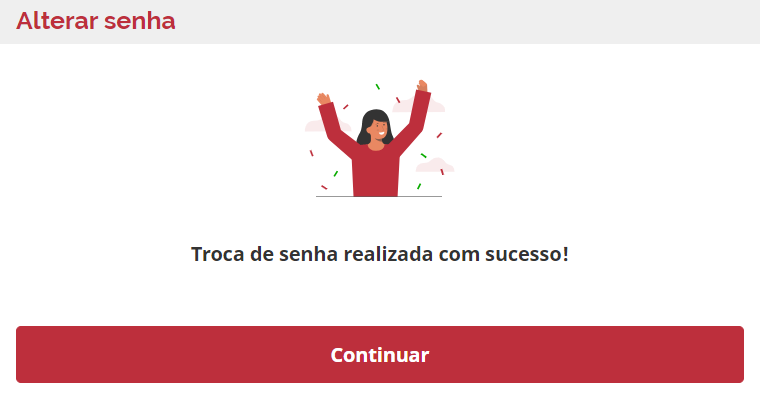 Alterar senha
Troca de senha realizada com sucesso!
Continuar